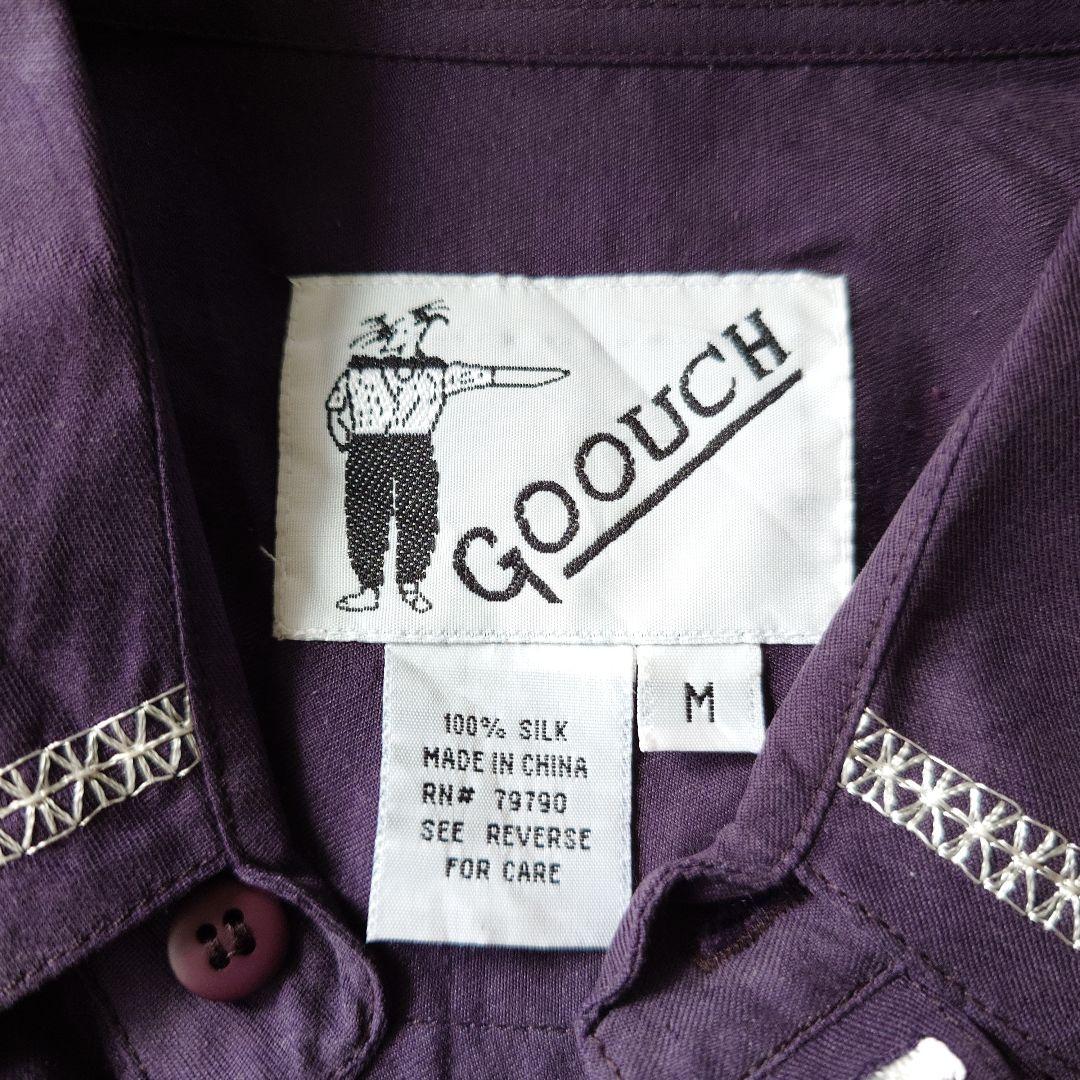 GOOUCH
100% SILK
MADE IN CHINA
RN# 79790
SEE REVERSE
FOR CARE
M